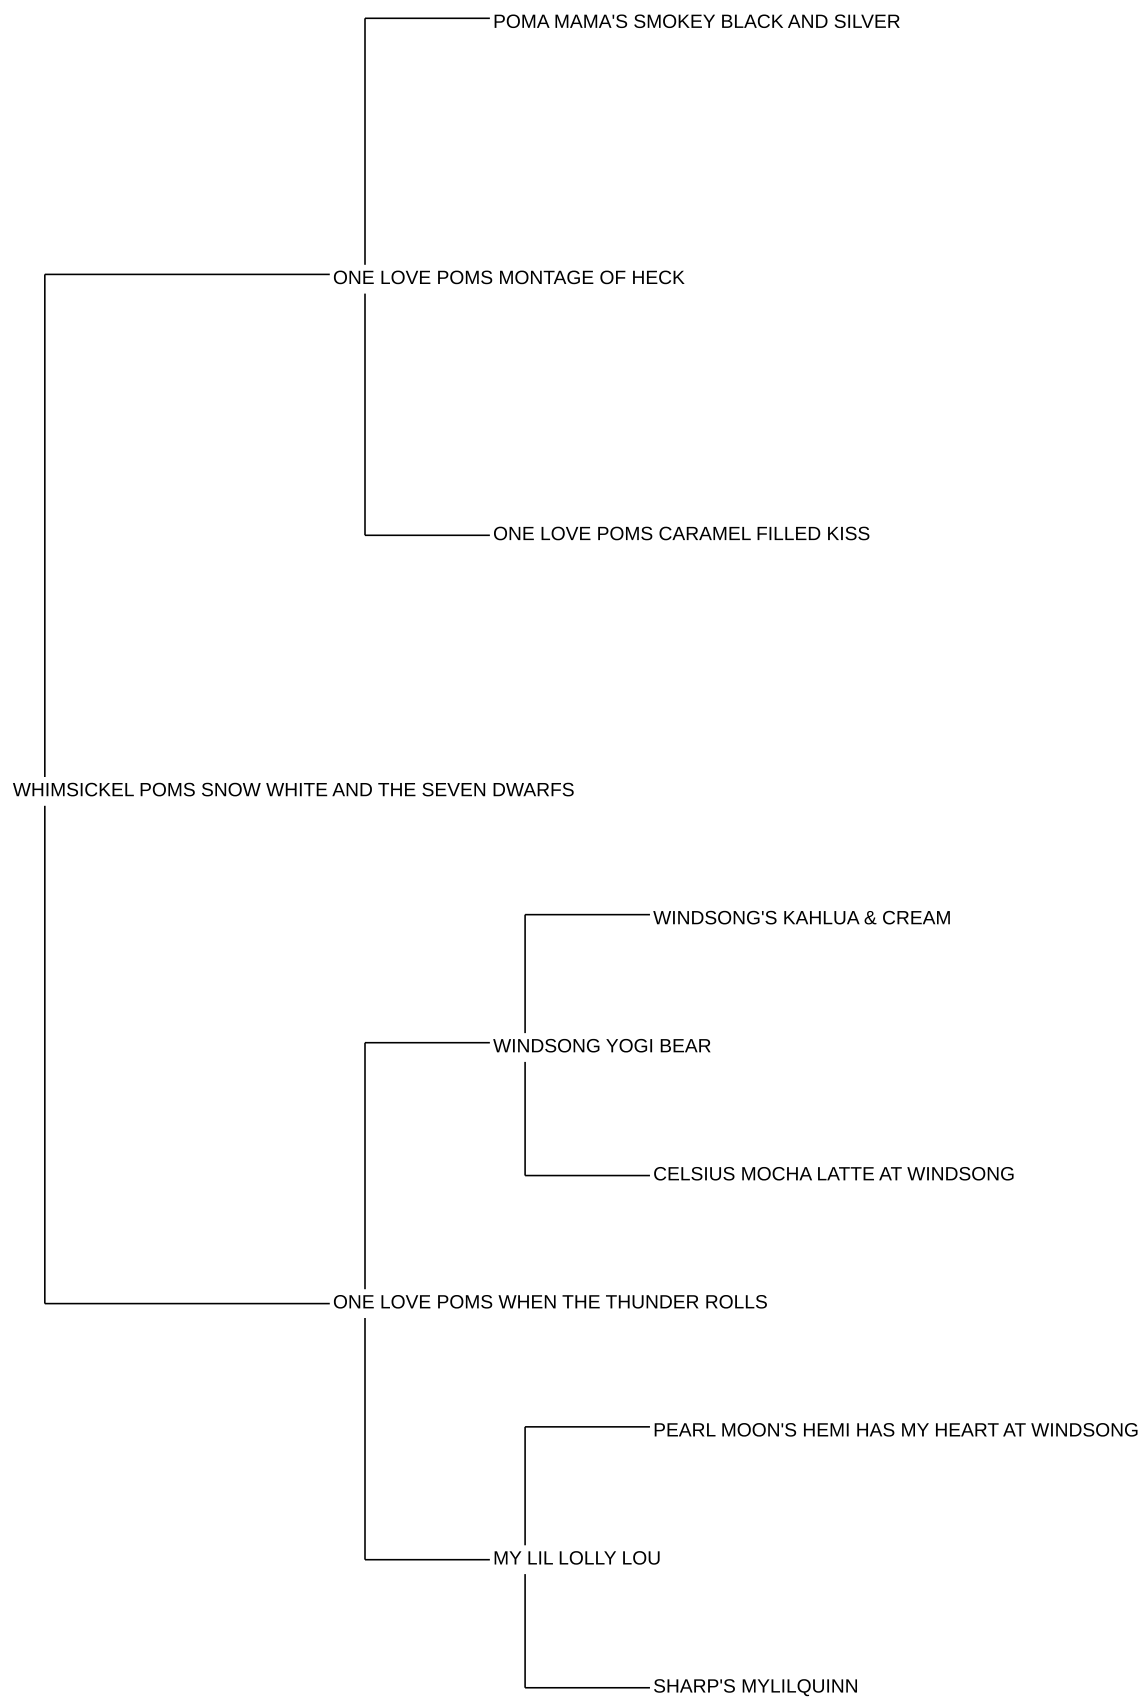 POMA MAMA'S SMOKEY BLACK AND SILVER
ONE LOVE POMS MONTAGE OF HECK
ONE LOVE POMS CARAMEL FILLED KISS
WHIMSICKEL POMS SNOW WHITE AND THE SEVEN DWARFS
WINDSONG'S KAHLUA & CREAM
WINDSONG YOGI BEAR
CELSIUS MOCHA LATTE AT WINDSONG
ONE LOVE POMS WHEN THE THUNDER ROLLS
PEARL MOON'S HEMI HAS MY HEART AT WINDSONG
MY LIL LOLLY LOU
SHARP'S MYLILQUINN